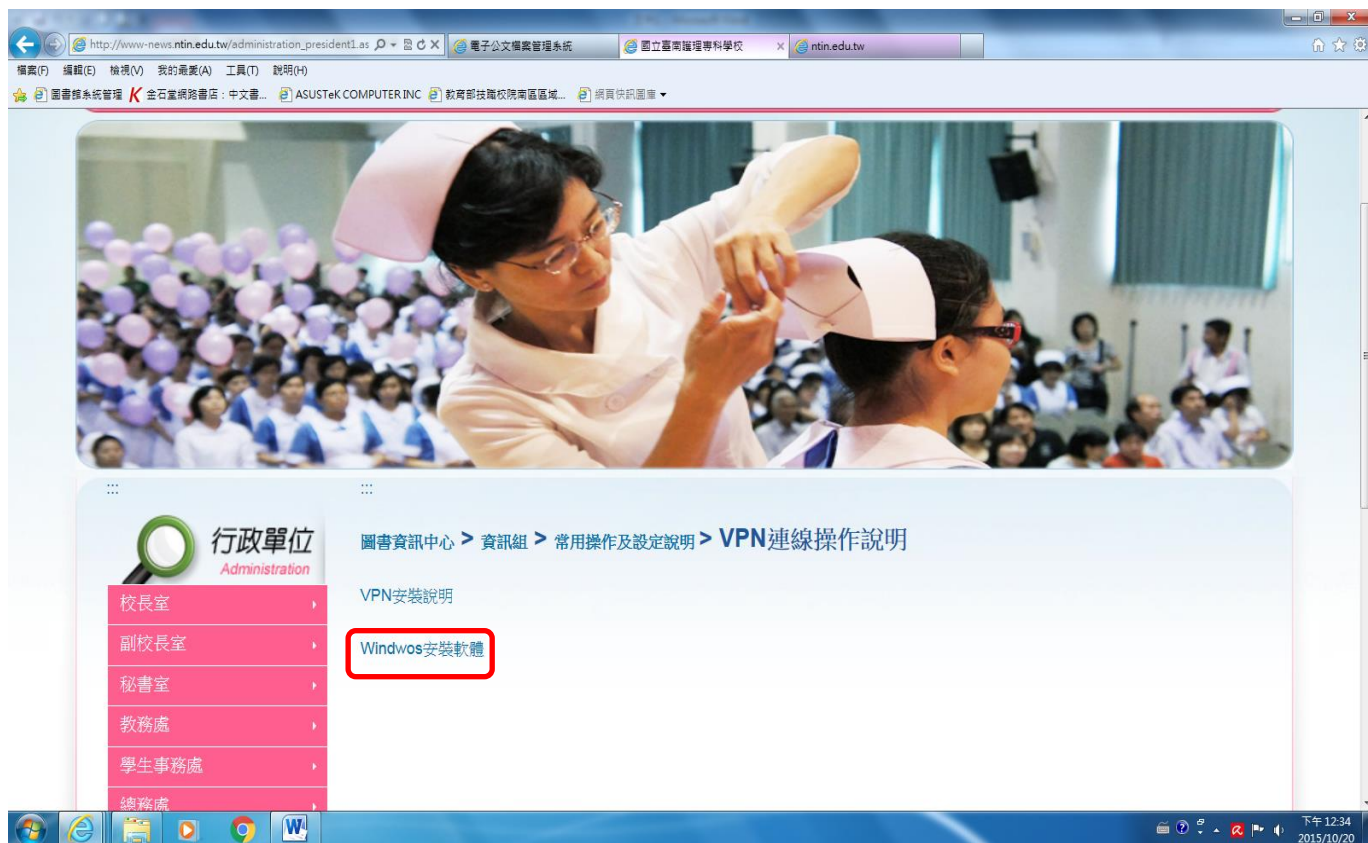 http://www-news.ntin.edu.tw/administration_president1.as
電子公文檔案管理系統
國立臺南護理專科學校
ntin.edu.tw
檔案(F) 編輯(E) 檢視(V) 我的最愛(A) 工具(T) 說明(H)
圖書館系統管理 金石堂網路書店：中文書... ASUSTeK COMPUTER INC 教育部技職校院南區區域... 網頁快訊圖庫
:::
:::
行政單位
Administration
圖書資訊中心 > 資訊組 > 常用操作及設定說明 > VPN連線操作說明
VPN安裝說明
Windwos安裝軟體
校長室
副校長室
秘書室
教務處
學生事務處
總務處
下午 12:34
2015/10/20